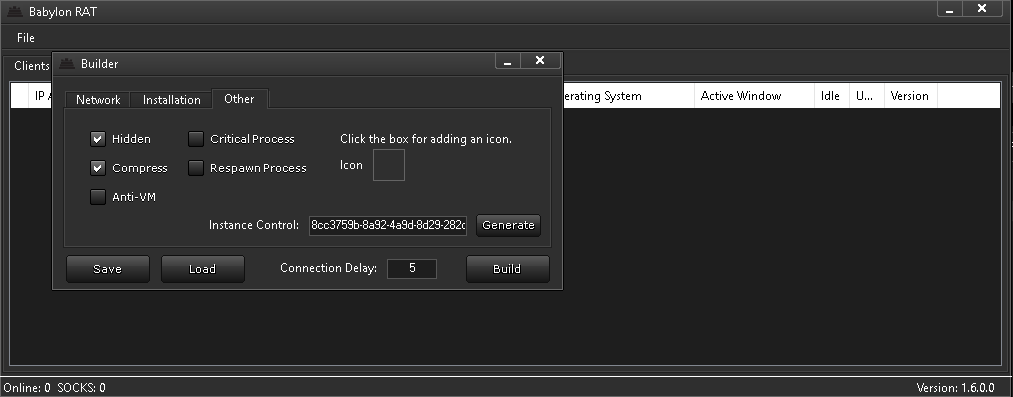 Babylon RAT
File
Builder
Clients
Network Installation Other
IP erating System Active Window Idle U... Version
Hidden Critical Process Click the box for adding an icon.
Compress Respawn Process Icon
Anti-VM
Instance Control: 8cc3759b-8a92-4a9d-8d29-282c Generate
Save Load Connection Delay: 5 Build
Online: 0 SOCKS: 0 Version: 1.6.0.0